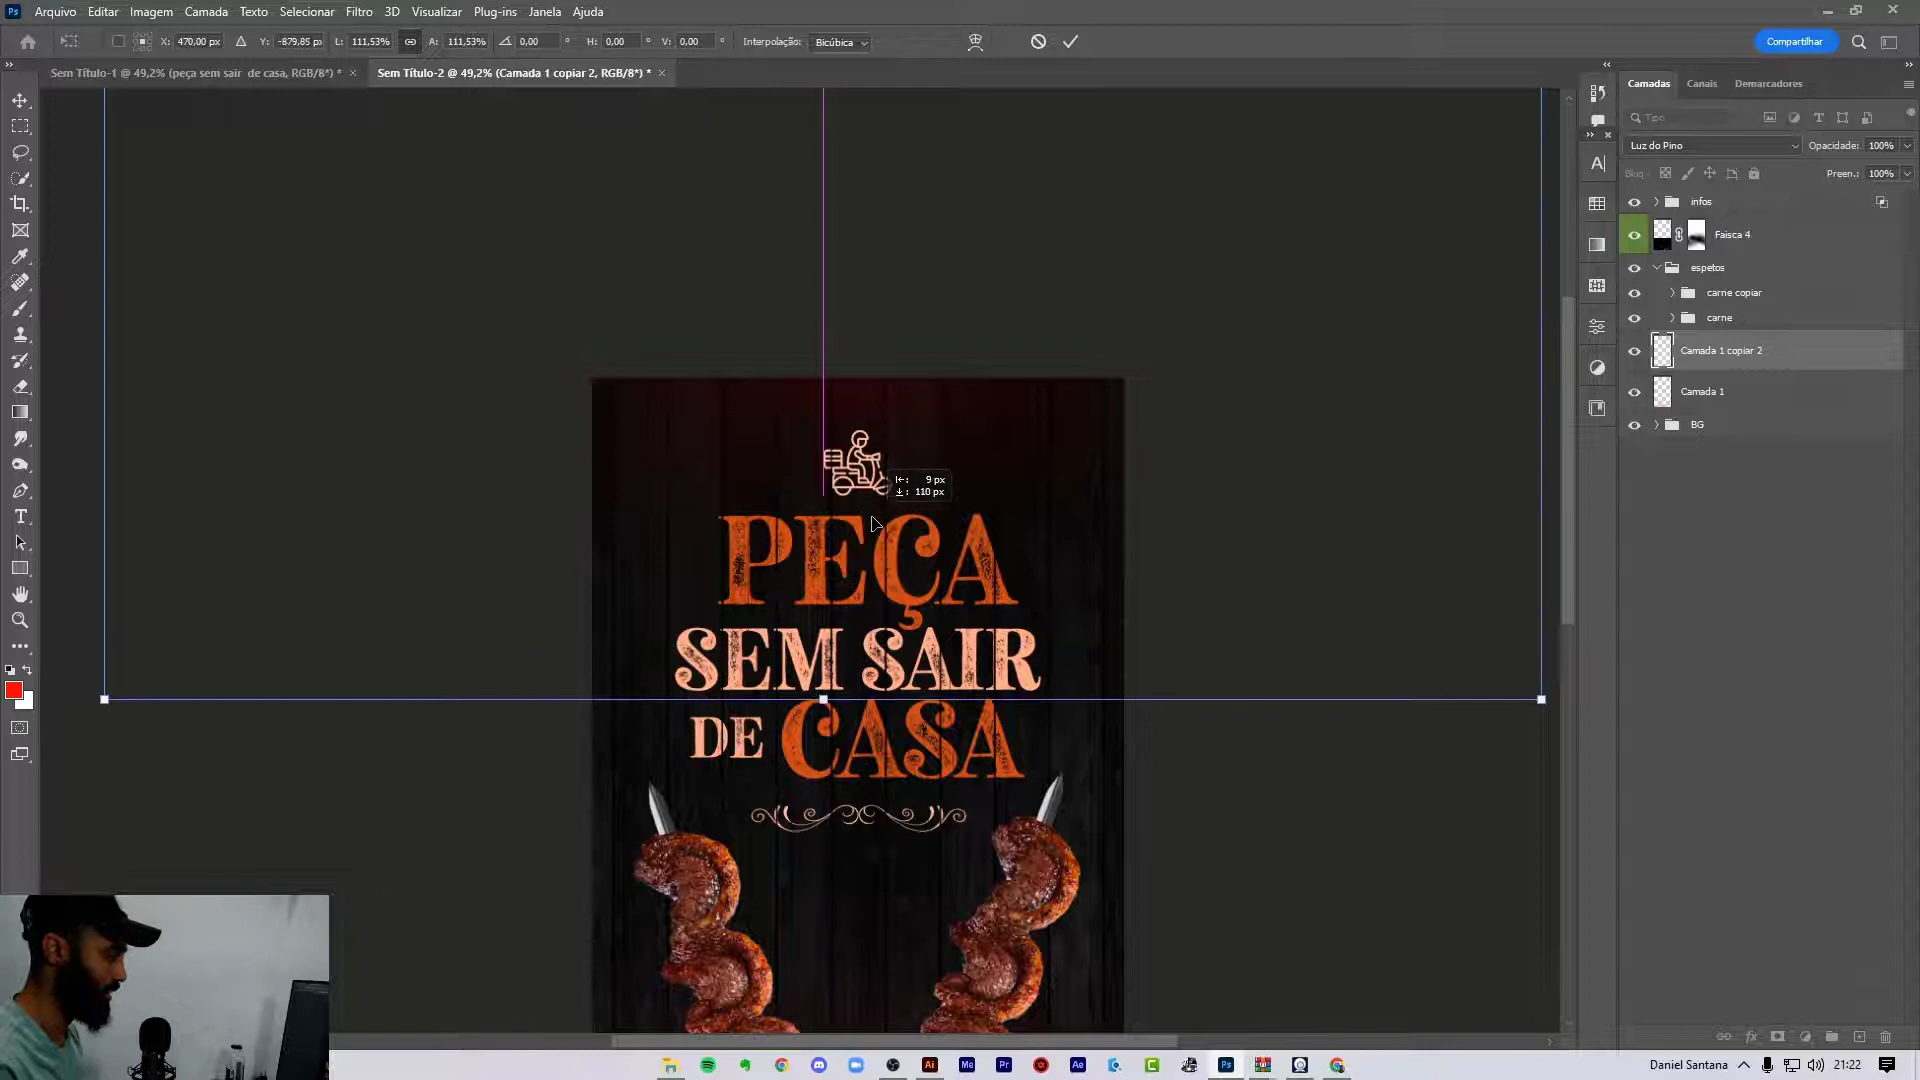 Ps Arquivo Editar Imagem Camada Texto Selecionar Filtro 3D Visualizar Plug-ins Janela Ajuda
X: 470,00 px Y: -879,85 px L: 111,53% A: 111,53% 0,00 ° H: 0,00 ° V: 0,00 ° Interpolação: Bicúbica Compartilhar
Sem Título-1 @ 49,2% (peça sem sair de casa, RGB/8*) * × Sem Título-2 @ 49,2% (Camada 1 copiar 2, RGB/8*) * ×
Camadas Canais Demarcadores
Tipo
Luz do Pino Opacidade: 100%
Bloq Preen.: 100%
infos
Faisca 4
espetos
carne copiar
carne
Camada 1 copiar 2
Camada 1
BG
9 px
110 px
PEÇA
SEM SAIR
DE CASA
Daniel Santana 21:22